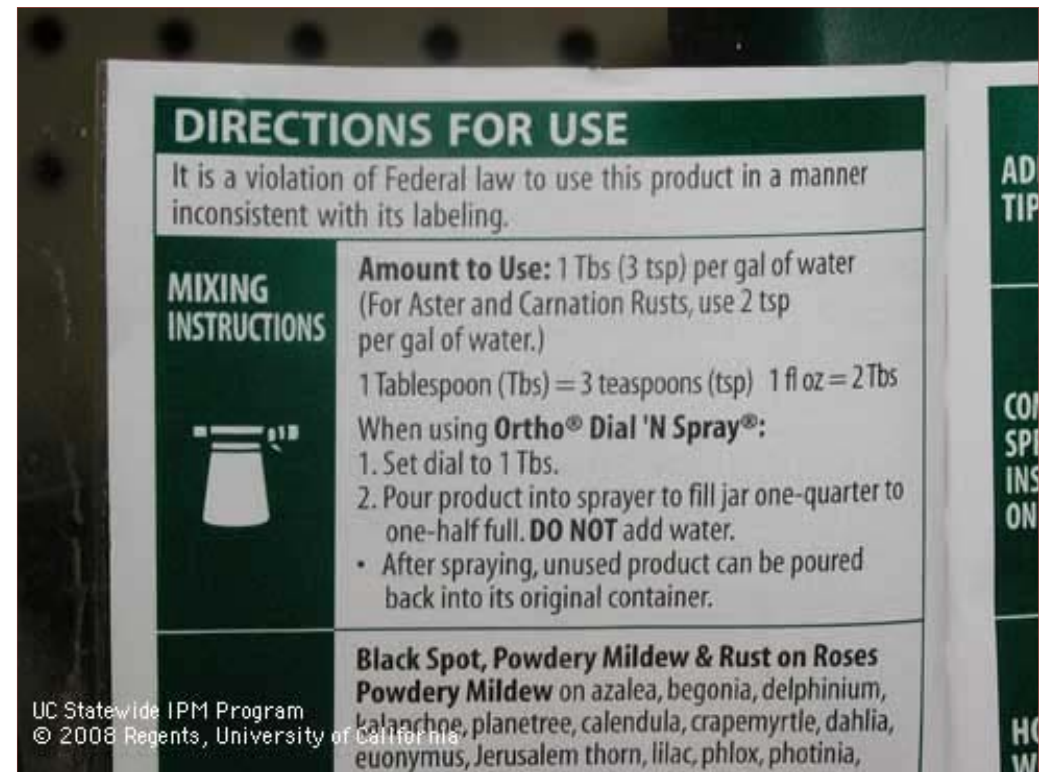 DIRECTIONS FOR USE
It is a violation of Federal law to use this product in a manner
inconsistent with its labeling.
MIXING
INSTRUCTIONS
Amount to Use: 1 Tbs (3 tsp) per gal of water
(For Aster and Carnation Rusts, use 2 tsp
per gal of water.)
1 Tablespoon (Tbs) = 3 teaspoons (tsp) 1 fl oz = 2 Tbs
When using Ortho® Dial 'N Spray®:
1. Set dial to 1 Tbs.
2. Pour product into sprayer to fill jar one-quarter to
one-half full. DO NOT add water.
• After spraying, unused product can be poured
back into its original container.
Black Spot, Powdery Mildew & Rust on Roses
Powdery Mildew on azalea, begonia, delphinium,
kalanchoe, planetree, calendula, crapemyrtle, dahlia,
euonymus, Jerusalem thorn, lilac, phlox, photinia,
UC Statewide IPM Program
© 2008 Regents, University of California
TIP
ON